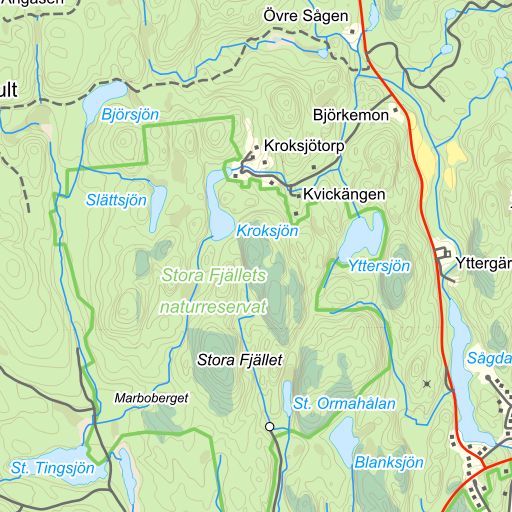 Övre Sågen
ult
Björsjön
Björkemon
Kroksjötorp
Slättsjön
Kvickängen
Kroksjön
Yttersjön
Yttergär
Stora Fjällets
naturreservat
Stora Fjället
Sågda
Marboberget
St. Ormahålan
St. Tingsjön
Blanksjön